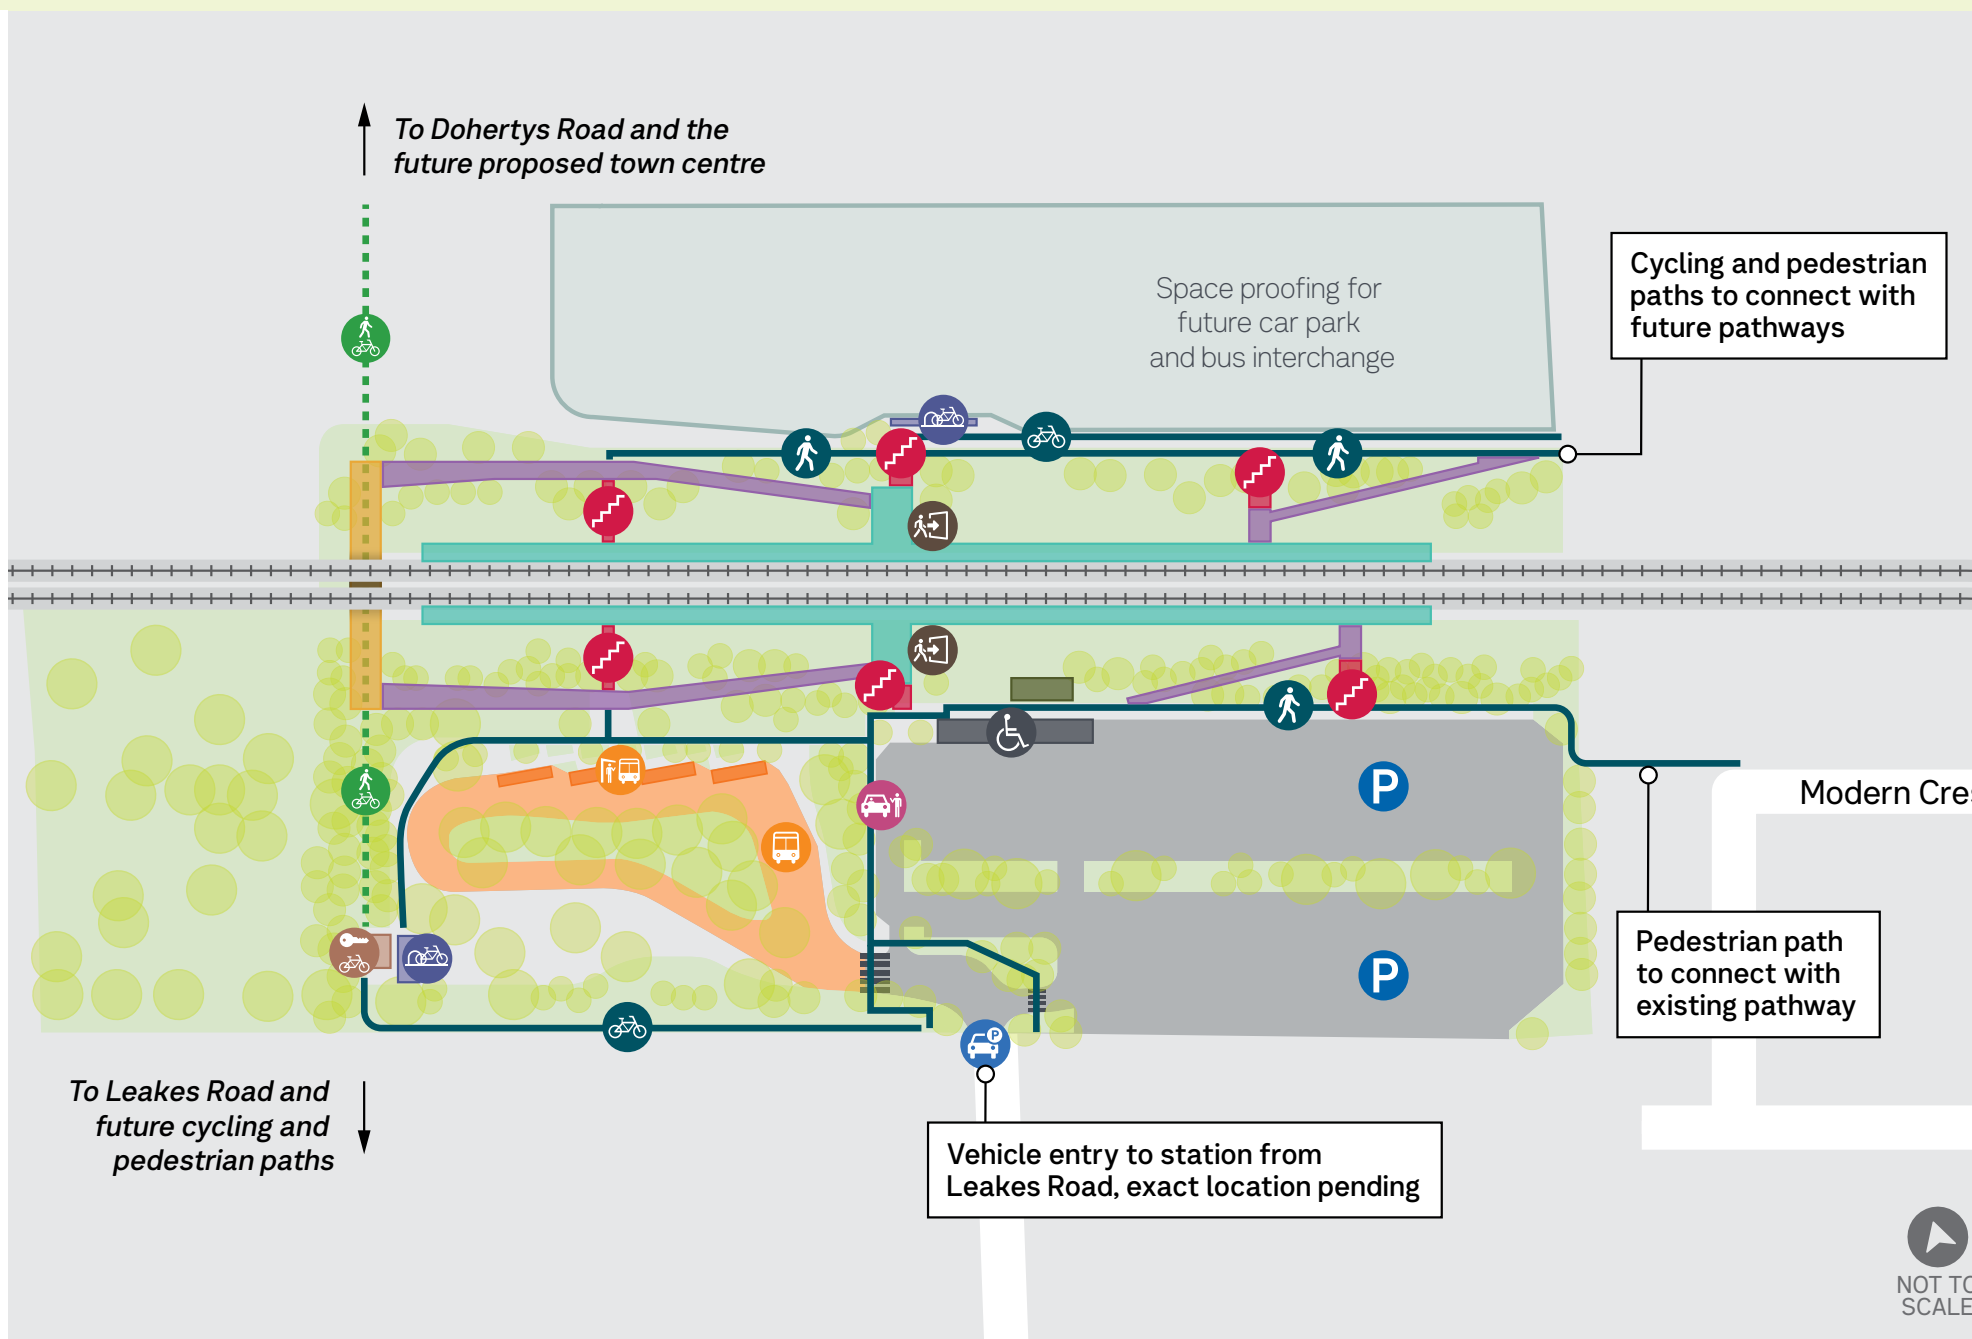 To Dohertys Road and the
future proposed town centre
Space proofing for
future car park
and bus interchange
Cycling and pedestrian
paths to connect with
future pathways
P
Modern Cres
P
P
Pedestrian path
to connect with
existing pathway
To Leakes Road and
future cycling and
pedestrian paths
Vehicle entry to station from
Leakes Road, exact location pending
NOT TO
SCALE